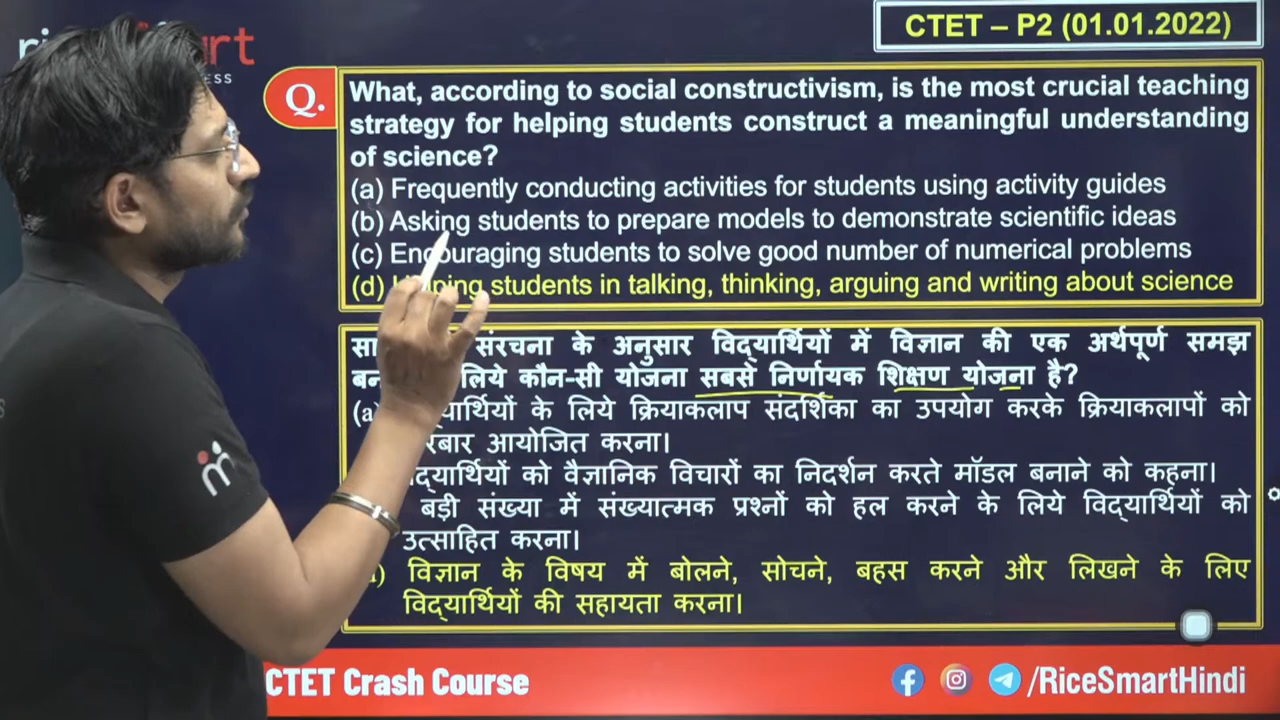 CTET – P2 (01.01.2022)
Q.
What, according to social constructivism, is the most crucial teaching
strategy for helping students construct a meaningful understanding
of science?
(a) Frequently conducting activities for students using activity guides
(b) Asking students to prepare models to demonstrate scientific ideas
(c) Encouraging students to solve good number of numerical problems
(d) students in talking, thinking, arguing and writing about science
संरचना के अनुसार विद्यार्थियों में विज्ञान की एक अर्थपूर्ण समझ
लिये कौन-सी योजना सबसे निर्णायक शिक्षण योजना है?
के लिये क्रियाकलाप संदर्शिका का उपयोग करके क्रियाकलापों को
आयोजित करना।
को वैज्ञानिक विचारों का निदर्शन करते मॉडल बनाने को कहना।
बड़ी संख्या में संख्यात्मक प्रश्नों को हल करने के लिये विद्यार्थियों को
उत्साहित करना।
विज्ञान के विषय में बोलने, सोचने, बहस करने और लिखने के लिए
विद्यार्थियों की सहायता करना।
CTET Crash Course
/RiceSmartHindi